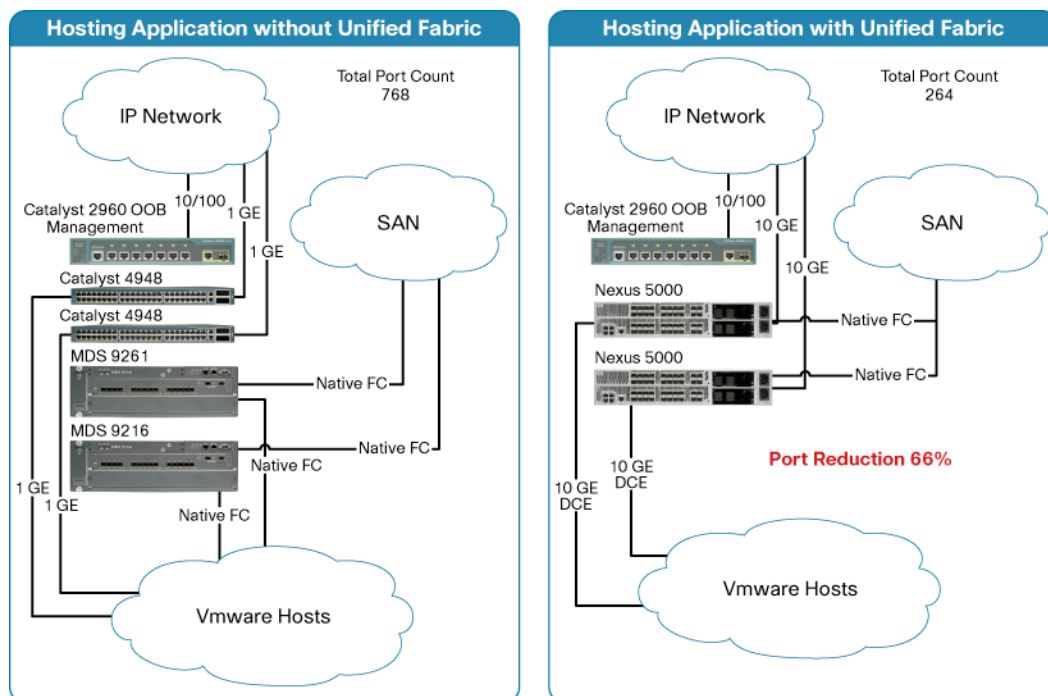 Hosting Application without Unified Fabric
Total Port Count
768
IP Network
10/100
1 GE
1 GE
SAN
Catalyst 2960 OOB
Management
Catalyst 4948
Catalyst 4948
MDS 9261
Native FC
MDS 9216
Native FC
Native FC
1 GE
1 GE
Native FC
Vmware Hosts
Hosting Application with Unified Fabric
Total Port Count
264
IP Network
10/100
10 GE
10 GE
SAN
Catalyst 2960 OOB
Management
Nexus 5000
Native FC
Nexus 5000
Native FC
Port Reduction 66%
10 GE
DCE
10 GE
DCE
Vmware Hosts